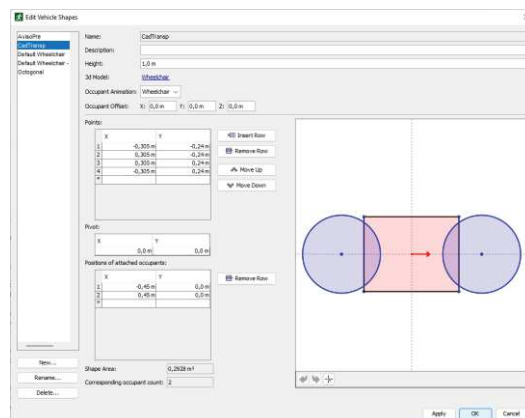 Edit Vehicle Shapes
AvisoPre
CadTransp
Default Wheelchair
Default Wheelchair -
Octogonal
New...
Rename...
Delete...
Name: CadTransp
Description:
Height: 1,0 m
3d Model: Wheelchair
Occupant Animation: Wheelchair
Occupant Offset: X: 0,0 m Y: 0,0 m Z: 0,0 m
Points:
X Y
1 -0,305 m -0,24 m
2 0,305 m -0,24 m
3 0,305 m 0,24 m
4 -0,305 m 0,24 m
*
Insert Row
Remove Row
Move Up
Move Down
Pivot:
X Y
0,0 m 0,0 m
Positions of attached occupants:
X Y
1 -0,45 m 0,0 m
2 0,45 m 0,0 m
*
Remove Row
Shape Area: 0,2928 m²
Corresponding occupant count: 2
Apply OK Cancel